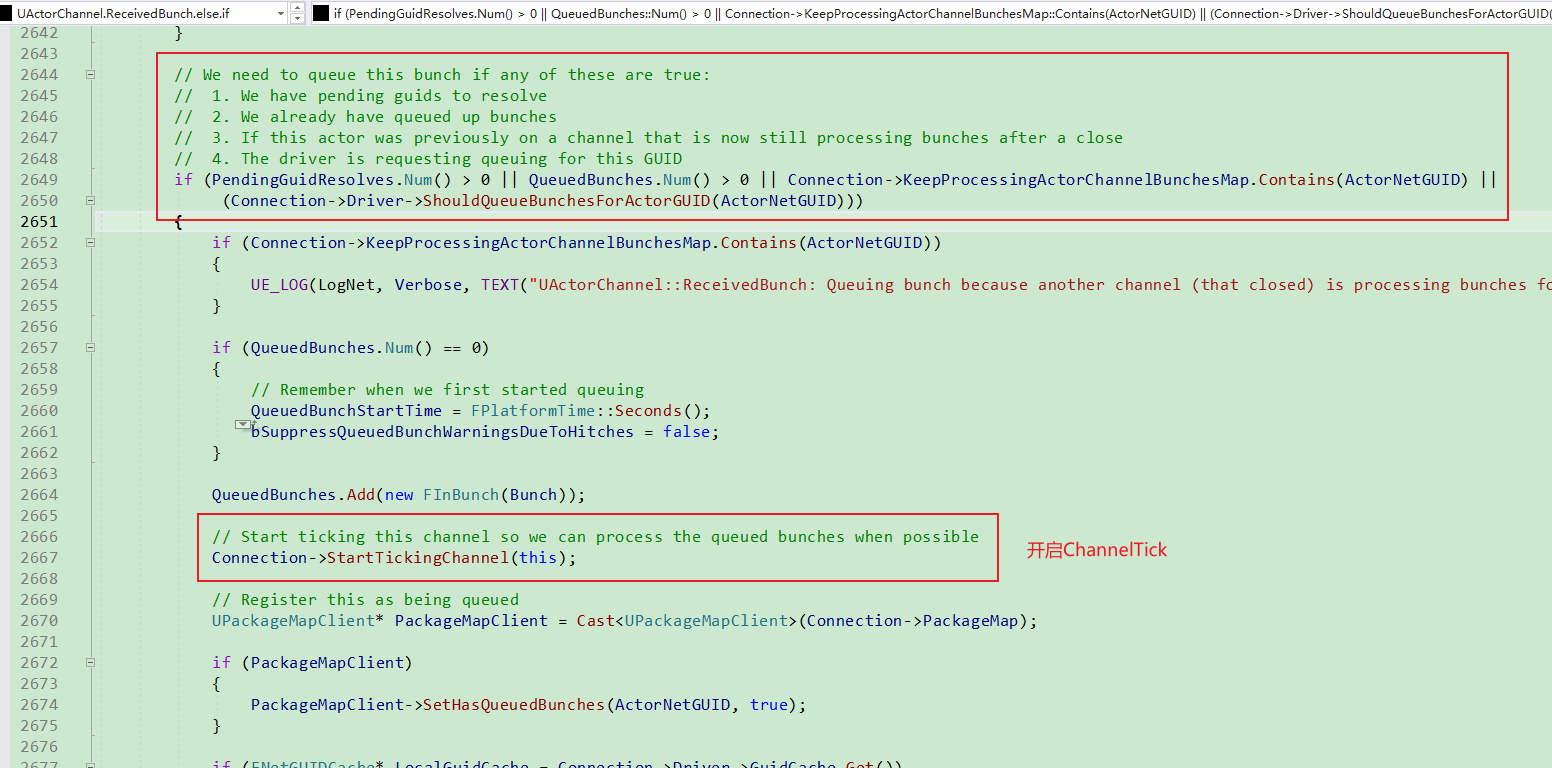 UActorChannel.ReceivedBunch.else.if
if (PendingGuidResolves.Num() > 0 || QueuedBunches::Num() > 0 || Connection->KeepProcessingActorChannelBunchesMap::Contains(ActorNetGUID) || (Connection->Driver->ShouldQueueBunchesForActorGUID(
2642 }
2643
2644 // We need to queue this bunch if any of these are true:
2645 //  1. We have pending guids to resolve
2646 //  2. We already have queued up bunches
2647 //  3. If this actor was previously on a channel that is now still processing bunches after a close
2648 //  4. The driver is requesting queuing for this GUID
2649 if (PendingGuidResolves.Num() > 0 || QueuedBunches.Num() > 0 || Connection->KeepProcessingActorChannelBunchesMap.Contains(ActorNetGUID) ||
2650 (Connection->Driver->ShouldQueueBunchesForActorGUID(ActorNetGUID)))
2651 {
2652 if (Connection->KeepProcessingActorChannelBunchesMap.Contains(ActorNetGUID))
2653 {
2654 UE_LOG(LogNet, Verbose, TEXT("UActorChannel::ReceivedBunch: Queuing bunch because another channel (that closed) is processing bunches fo
2655 }
2656
2657 if (QueuedBunches.Num() == 0)
2658 {
2659 // Remember when we first started queuing
2660 QueuedBunchStartTime = FPlatformTime::Seconds();
2661 bSuppressQueuedBunchWarningsDueToHitches = false;
2662 }
2663
2664 QueuedBunches.Add(new FInBunch(Bunch));
2665
2666 // Start ticking this channel so we can process the queued bunches when possible
2667 Connection->StartTickingChannel(this);
开启ChannelTick
2668
2669 // Register this as being queued
2670 UPackageMapClient* PackageMapClient = Cast<UPackageMapClient>(Connection->PackageMap);
2671
2672 if (PackageMapClient)
2673 {
2674 PackageMapClient->SetHasQueuedBunches(ActorNetGUID, true);
2675 }
2676
2677 if (FNetGUIDCache* LocalGuidCache = Connection->Driver->GuidCache.Get())